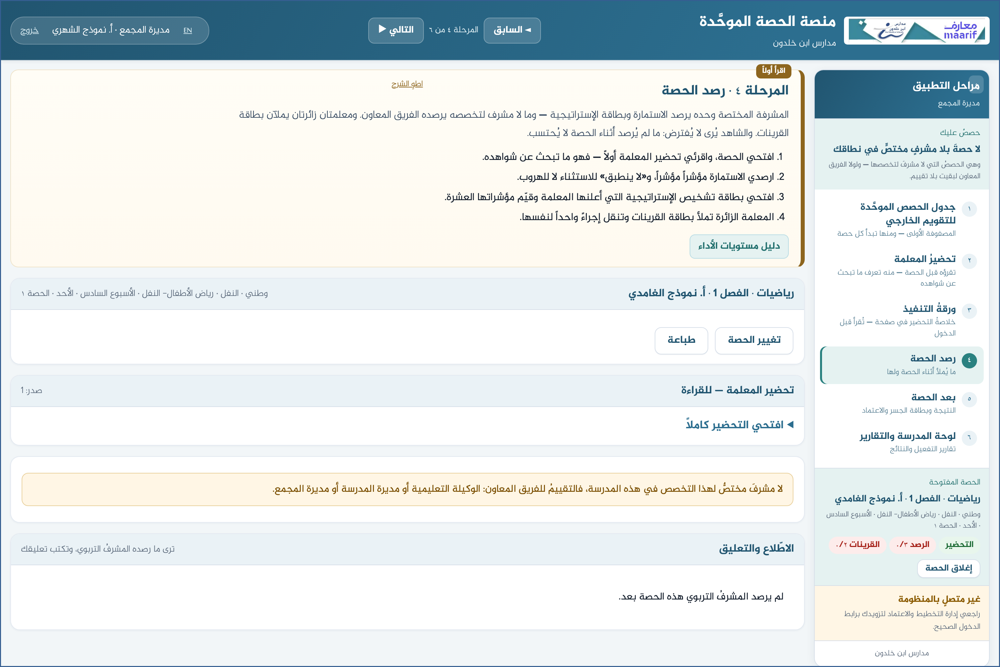 معارف
maarif
مدارس
ابن خلدون
Ibn Khaldun Schools
منصة الحصة الموحَّدة
مدارس ابن خلدون
◄ السابق
المرحلة ٤ من ٦
التالي ▶
EN
مديرة المجمع · أ. نموذج الشهري
خروج
مراحل التطبيق
مديرة المجمع
حصصٌ عليك
لا حصةَ بلا مشرفٍ مختصٍّ في نطاقك
وهي الحصصُ التي لا مشرفَ لتخصصها — ولولا الفريق
المعاون لبقيت بلا تقييم.
١
جدول الحصص الموحَّدة
للتقويم الخارجي
المصفوفة الأولى — ومنها تبدأ كل حصة
٢
تحضيرُ المعلمة
تقرؤه قبل الحصة — منه تعرف ما تبحث
عن شواهده
٣
ورقةُ التنفيذ
خلاصةُ التحضير في صفحة — تُقرأ قبل
الدخول
٤
رصد الحصة
ما يُملأ أثناء الحصة ولها
٥
بعد الحصة
النتيجة وبطاقة الجسر والاعتماد
٦
لوحة المدرسة والتقارير
تقارير التفعيل والنتائج
الحصة المفتوحة
رياضيات · الفصل 1 · أ. نموذج الغامدي
وطني · النفل · رياض الأطفال- النفل · الأسبوع السادس
· الأحد · الحصة ١
التحضير
الرصد ٠/٣
القرينات ٠/٢
إغلاق الحصة
غير متصلٍ بالمنظومة
راجعي إدارة التخطيط والاعتماد لتزويدك برابط
الدخول الصحيح.
مدارس ابن خلدون
اقرأ أولاً
المرحلة ٤ · رصد الحصة
اطوِ الشرح
المشرفة المختصة وحده يرصد الاستمارة وبطاقة الإستراتيجية — وما لا مشرف لتخصصه يرصده الفريق المعاون. ومعلمتان زائرتان يملآن بطاقة
القرينات. والشاهد يُرى لا يُفترض: ما لم يُرصد أثناء الحصة لا يُحتسب.
1. افتحي الحصة، واقرئي تحضير المعلمة أولاً — فهو ما تبحث عن شواهده.
2. ارصدي الاستمارة مؤشراً مؤشراً، و«لا ينطبق» للاستثناء لا للهروب.
3. افتحي بطاقة تشخيص الإستراتيجية التي أعلنها المعلمة وقيّم مؤشراتها العشرة.
4. المعلمة الزائرة تملأ بطاقة القرينات وتنقل إجراءً واحداً لنفسها.
دليل مستويات الأداء
رياضيات · الفصل 1 · أ. نموذج الغامدي
وطني · النفل · رياض الأطفال- النفل · الأسبوع السادس · الأحد · الحصة ١
تغيير الحصة
طباعة
تحضير المعلمة — للقراءة
صدر: 1
◀ افتحي التحضير كاملاً
لا مشرفَ مختصٌّ لهذا التخصص في هذه المدرسة، فالتقييمُ للفريق المعاون: الوكيلة التعليمية أو مديرة المدرسة أو مديرة المجمع.
الاطّلاع والتعليق
ترى ما رصده المشرفُ التربوي، وتكتب تعليقك
لم يرصد المشرفُ التربوي هذه الحصة بعد.